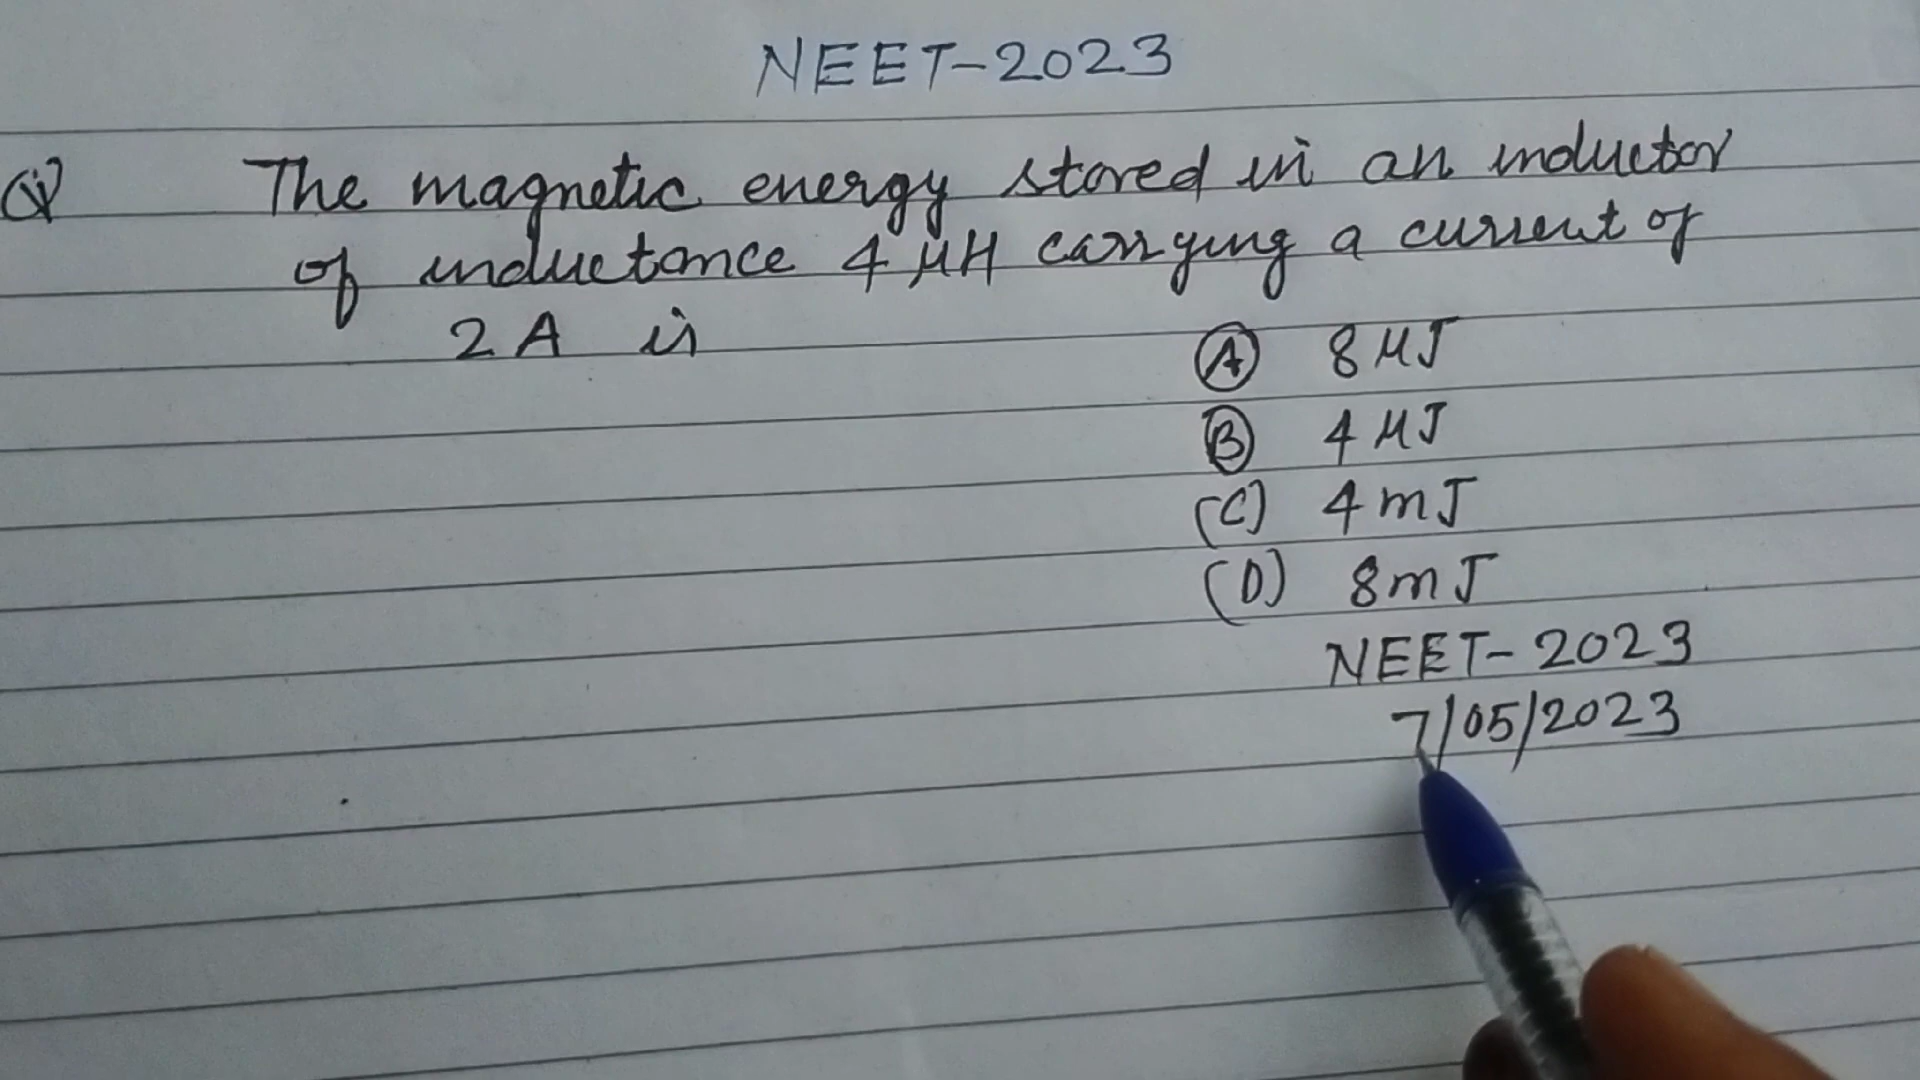 NEET-2023
Q The magnetic energy stored in an inductor
of inductance 4 μH carrying a current of
2 A is
(A) 8 μJ
(B) 4 μJ
(C) 4 mJ
(D) 8 mJ
NEET-2023
7/05/2023